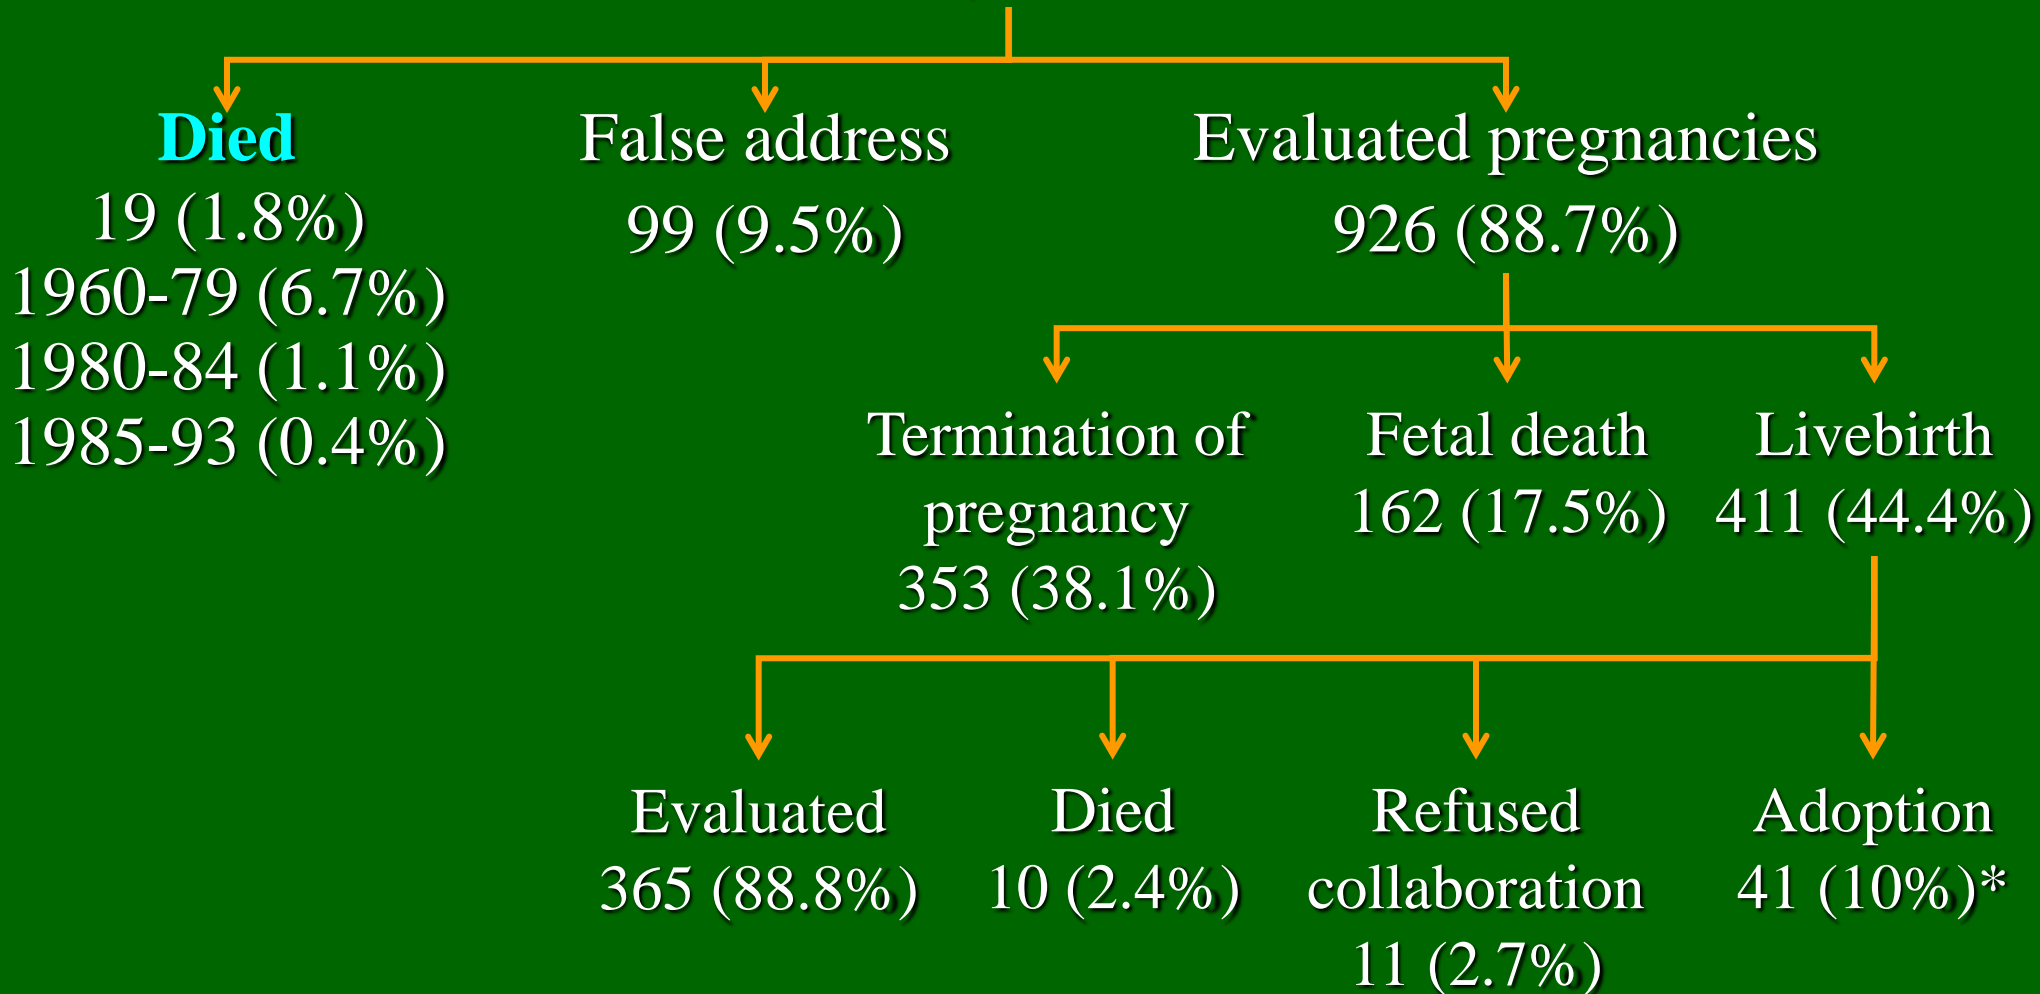 Died
19 (1.8%)
1960-79 (6.7%)
1980-84 (1.1%)
1985-93 (0.4%)
False address
99 (9.5%)
Evaluated pregnancies
926 (88.7%)
Termination of
pregnancy
353 (38.1%)
Fetal death
162 (17.5%)
Livebirth
411 (44.4%)
Evaluated
365 (88.8%)
Died
10 (2.4%)
Refused
collaboration
11 (2.7%)
Adoption
41 (10%)*